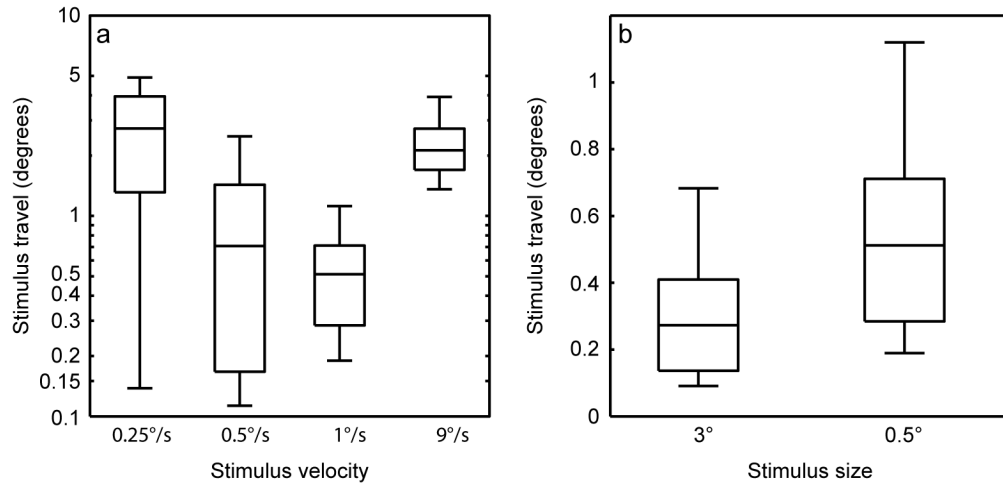 a
Stimulus travel (degrees)
10
5
1
0.5
0.4
0.3
0.2
0.15
0.1
0.25°/s 0.5°/s 1°/s 9°/s
Stimulus velocity
b
Stimulus travel (degrees)
1
0.8
0.6
0.4
0.2
0
3° 0.5°
Stimulus size